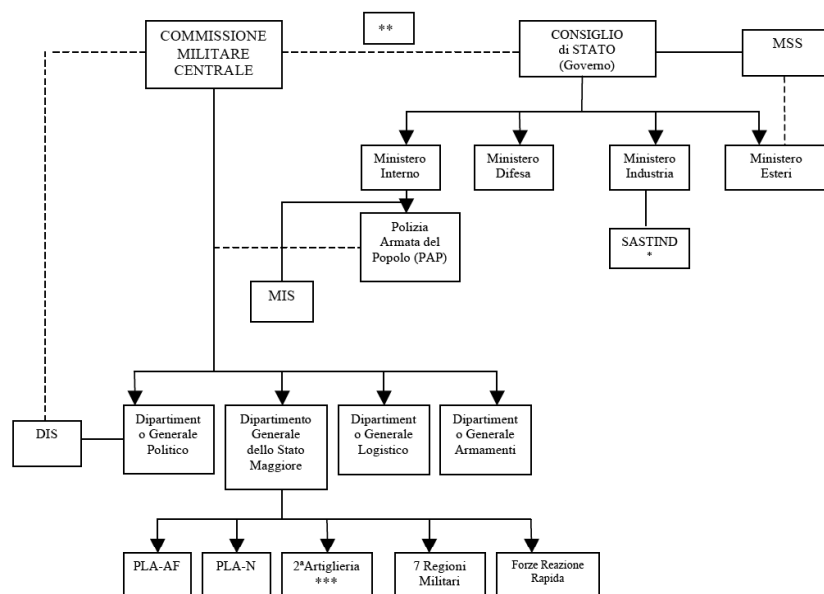 COMMISSIONE
MILITARE
CENTRALE
**
CONSIGLIO
di STATO
(Governo)
MSS
Ministero
Interno
Ministero
Difesa
Ministero
Industria
Ministero
Esteri
Polizia
Armata del
Popolo (PAP)
SASTIND
*
MIS
DIS
Dipartiment
o Generale
Politico
Dipartimento
Generale
dello Stato
Maggiore
Dipartiment
o Generale
Logistico
Dipartiment
o Generale
Armamenti
PLA-AF
PLA-N
2ªArtiglieria
***
7 Regioni
Militari
Forze Reazione
Rapida